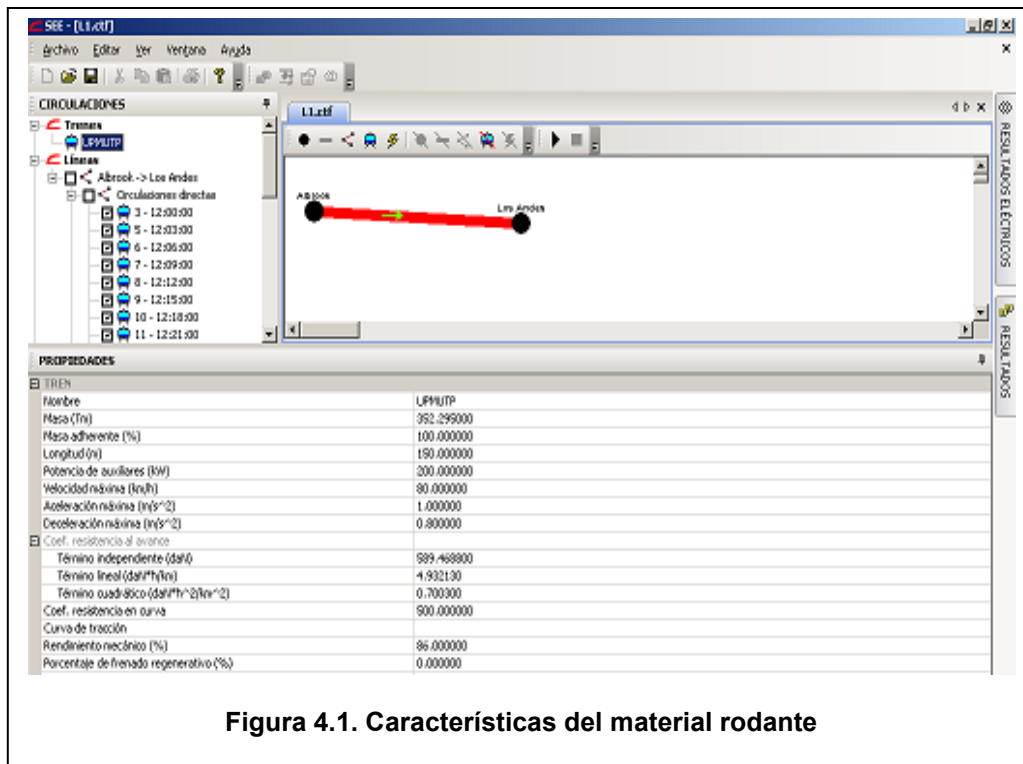 SEE - [L1.ctf]
Archivo Editar Ver Ventana Ayuda
CIRCULACIONES
L1.ctf
Trenes
UPMUTP
Líneas
Abrook -> Los Andes
Circulaciones directas
3 - 12:00:00
5 - 12:03:00
6 - 12:06:00
7 - 12:09:00
8 - 12:12:00
9 - 12:15:00
10 - 12:18:00
11 - 12:21:00
Abrook
Los Andes
RESULTADOS ELÉCTRICOS
RESULTADOS
PROPIEDADES
TREN
Nombre UPMUTP
Masa (Tm) 352.295000
Masa adherente (%) 100.000000
Longitud (m) 150.000000
Potencia de auxiliares (kW) 200.000000
Velocidad máxima (km/h) 80.000000
Aceleración máxima (m/s^2) 1.000000
Deceleración máxima (m/s^2) 0.800000
Coef. resistencia al avance
Término independiente (daN) 589.468800
Término lineal (daN*h/km) 4.932130
Término cuadrático (daN*h^2/km^2) 0.700300
Coef. resistencia en curva 500.000000
Curva de tracción
Rendimiento mecánico (%) 86.000000
Porcentaje de frenado regenerativo (%) 0.000000
Figura 4.1. Características del material rodante